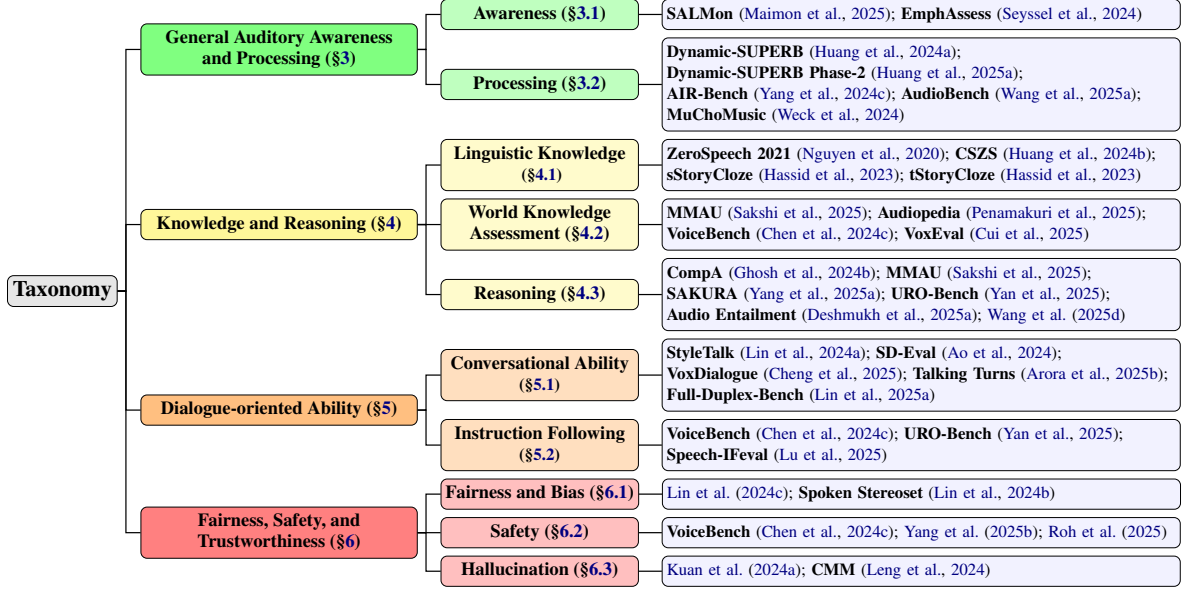 Taxonomy
General Auditory Awareness
and Processing (§3)
Awareness (§3.1)
SALMon (Maimon et al., 2025); EmphAssess (Seyssel et al., 2024)
Processing (§3.2)
Dynamic-SUPERB (Huang et al., 2024a);
Dynamic-SUPERB Phase-2 (Huang et al., 2025a);
AIR-Bench (Yang et al., 2024c); AudioBench (Wang et al., 2025a);
MuChoMusic (Weck et al., 2024)
Knowledge and Reasoning (§4)
Linguistic Knowledge
(§4.1)
ZeroSpeech 2021 (Nguyen et al., 2020); CSZS (Huang et al., 2024b);
sStoryCloze (Hassid et al., 2023); tStoryCloze (Hassid et al., 2023)
World Knowledge
Assessment (§4.2)
MMAU (Sakshi et al., 2025); Audiopedia (Penamakuri et al., 2025);
VoiceBench (Chen et al., 2024c); VoxEval (Cui et al., 2025)
Reasoning (§4.3)
CompA (Ghosh et al., 2024b); MMAU (Sakshi et al., 2025);
SAKURA (Yang et al., 2025a); URO-Bench (Yan et al., 2025);
Audio Entailment (Deshmukh et al., 2025a); Wang et al. (2025d)
Dialogue-oriented Ability (§5)
Conversational Ability
(§5.1)
StyleTalk (Lin et al., 2024a); SD-Eval (Ao et al., 2024);
VoxDialogue (Cheng et al., 2025); Talking Turns (Arora et al., 2025b);
Full-Duplex-Bench (Lin et al., 2025a)
Instruction Following
(§5.2)
VoiceBench (Chen et al., 2024c); URO-Bench (Yan et al., 2025);
Speech-IFeval (Lu et al., 2025)
Fairness, Safety, and
Trustworthiness (§6)
Fairness and Bias (§6.1)
Lin et al. (2024c); Spoken Stereoset (Lin et al., 2024b)
Safety (§6.2)
VoiceBench (Chen et al., 2024c); Yang et al. (2025b); Roh et al. (2025)
Hallucination (§6.3)
Kuan et al. (2024a); CMM (Leng et al., 2024)